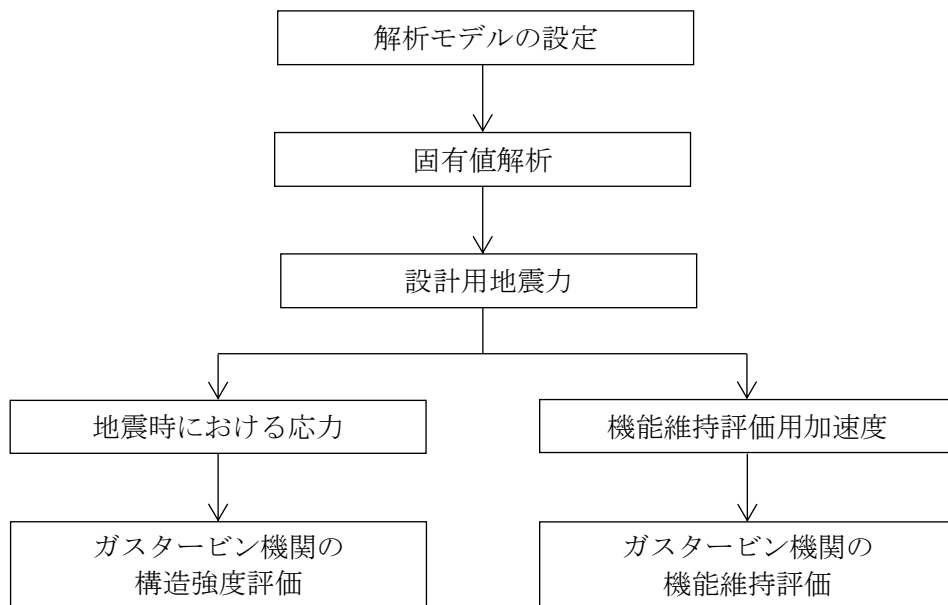 解析モデルの設定
固有値解析
設計用地震力
地震時における応力
機能維持評価用加速度
ガスタービン機関の
構造強度評価
ガスタービン機関の
機能維持評価